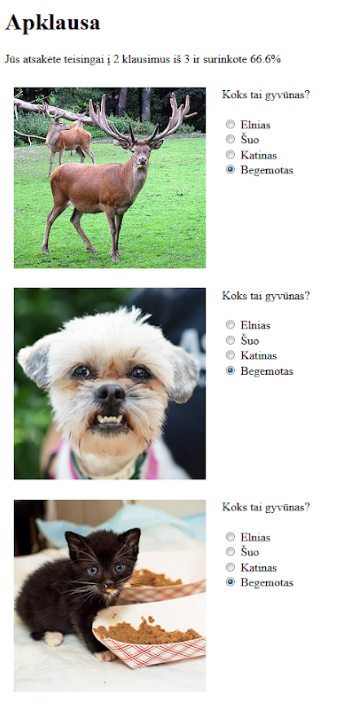 Apklausa
Jūs atsakėte teisingai į 2 klausimus iš 3 ir surinkote 66.6%
Koks tai gyvūnas?
Elnias
Šuo
Katinas
Begemotas
Koks tai gyvūnas?
Elnias
Šuo
Katinas
Begemotas
Koks tai gyvūnas?
Elnias
Šuo
Katinas
Begemotas